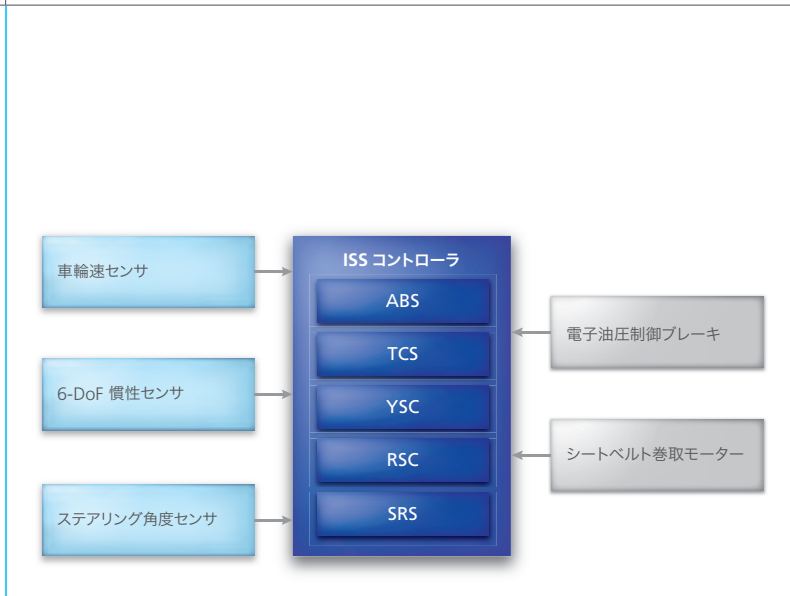 車輪速センサ
6-DoF 慣性センサ
ステアリング角度センサ
ISS コントローラ
ABS
TCS
YSC
RSC
SRS
電子油圧制御ブレーキ
シートベルト巻取モーター